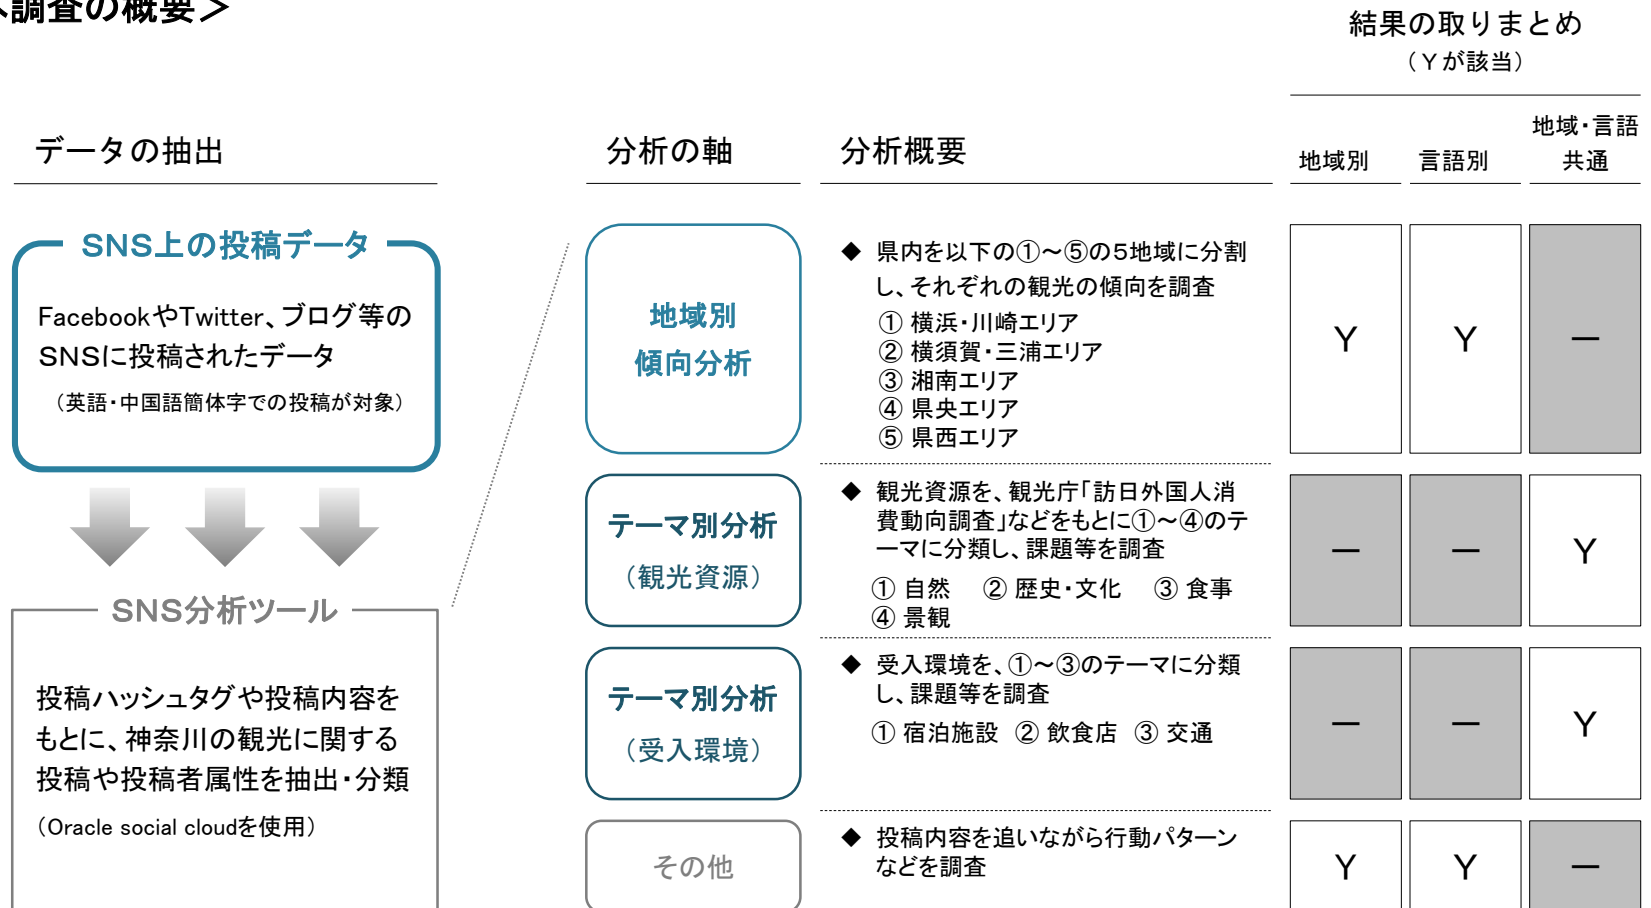 調査の概要＞
結果の取りまとめ
（Ｙが該当）
データの抽出
分析の軸
分析概要
地域別
言語別
地域・言語
共通
SNS上の投稿データ
FacebookやTwitter、ブログ等の
SNSに投稿されたデータ
（英語・中国語簡体字での投稿が対象）
SNS分析ツール
投稿ハッシュタグや投稿内容を
もとに、神奈川の観光に関する
投稿や投稿者属性を抽出・分類
（Oracle social cloudを使用）
地域別
傾向分析
◆ 県内を以下の①～⑤の5地域に分割
し、それぞれの観光の傾向を調査
① 横浜・川崎エリア
② 横須賀・三浦エリア
③ 湘南エリア
④ 県央エリア
⑤ 県西エリア
Y Y －
テーマ別分析
（観光資源）
◆ 観光資源を、観光庁「訪日外国人消
費動向調査」などをもとに①～④のテ
ーマに分類し、課題等を調査
① 自然 ② 歴史・文化 ③ 食事
④ 景観
－ － Y
テーマ別分析
（受入環境）
◆ 受入環境を、①～③のテーマに分類
し、課題等を調査
① 宿泊施設 ② 飲食店 ③ 交通
－ － Y
その他
◆ 投稿内容を追いながら行動パターン
などを調査
Y Y －